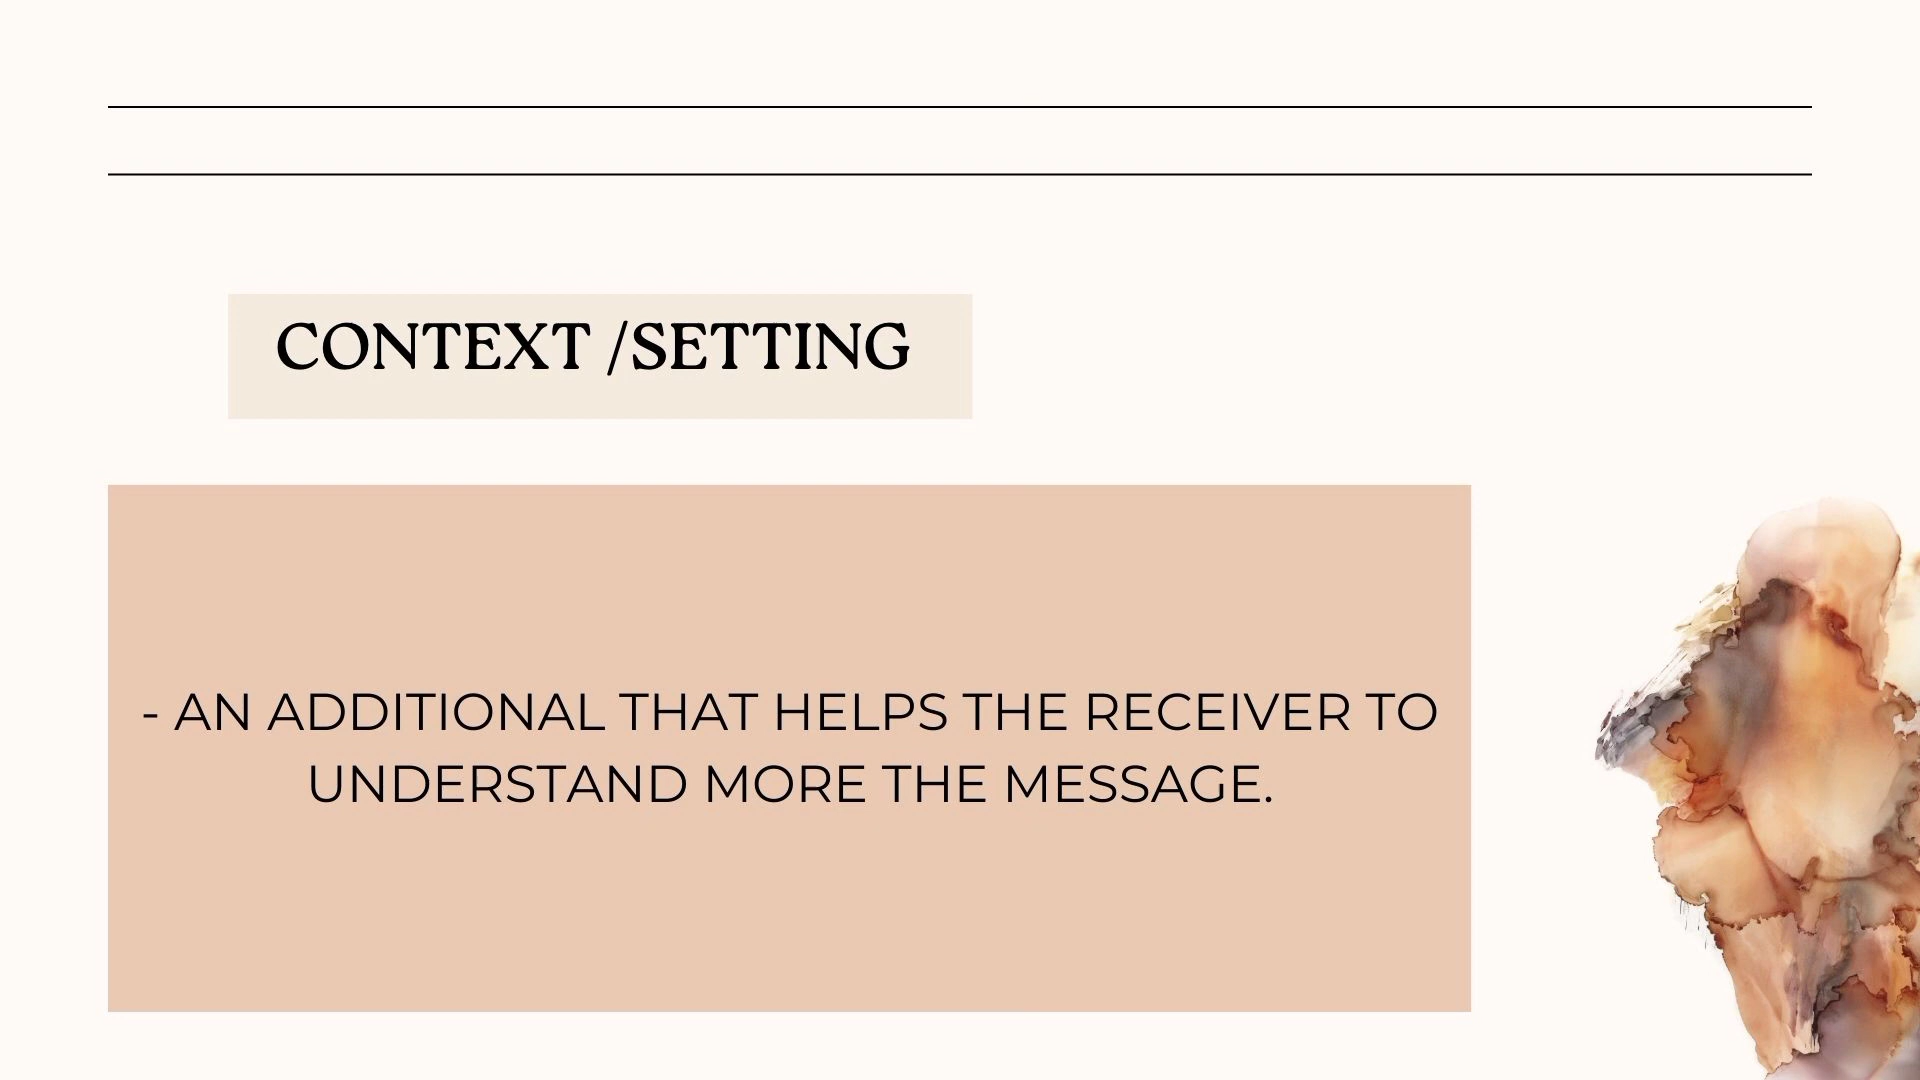 CONTEXT /SETTING
- AN ADDITIONAL THAT HELPS THE RECEIVER TO
UNDERSTAND MORE THE MESSAGE.